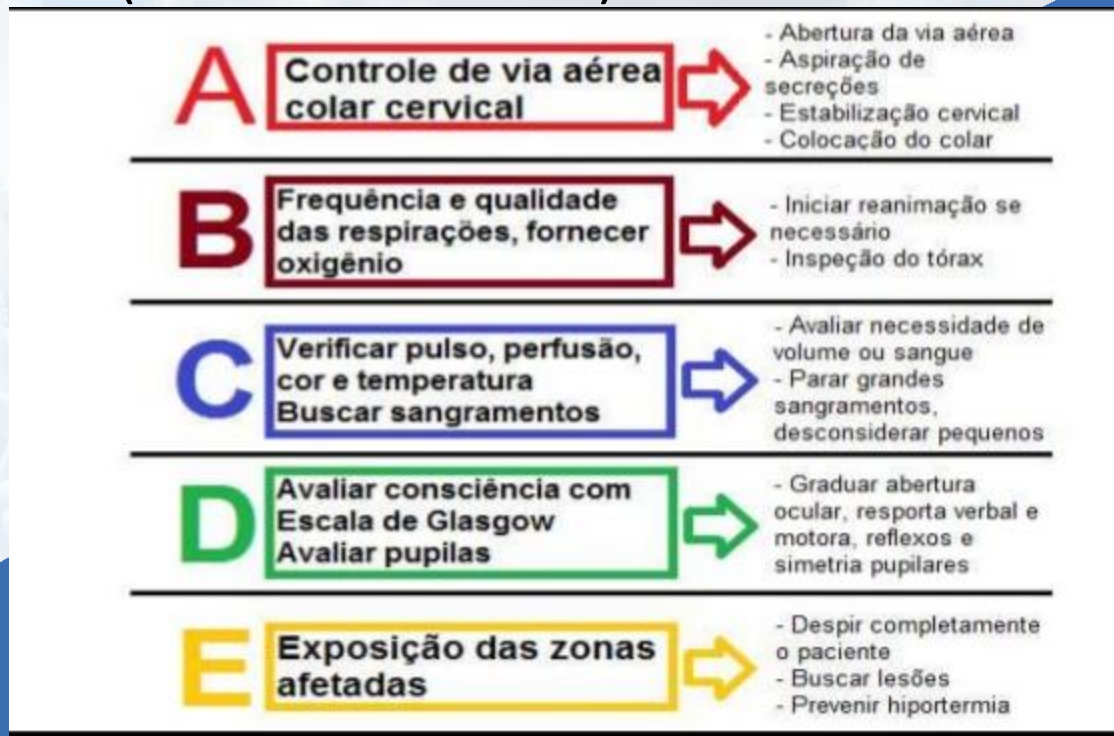 A
Controle de via aérea
colar cervical
- Abertura da via aérea
- Aspiração de
secreções
- Estabilização cervical
- Colocação do colar
B
Frequência e qualidade
das respirações, fornecer
oxigênio
- Iniciar reanimação se
necessário
- Inspeção do tórax
C
Verificar pulso, perfusão,
cor e temperatura
Buscar sangramentos
- Avaliar necessidade de
volume ou sangue
- Parar grandes
sangramentos,
desconsiderar pequenos
D
Avaliar consciência com
Escala de Glasgow
Avaliar pupilas
- Graduar abertura
ocular, resporta verbal e
motora, reflexos e
simetria pupilares
E
Exposição das zonas
afetadas
- Despir completamente
o paciente
- Buscar lesões
- Prevenir hiportermia